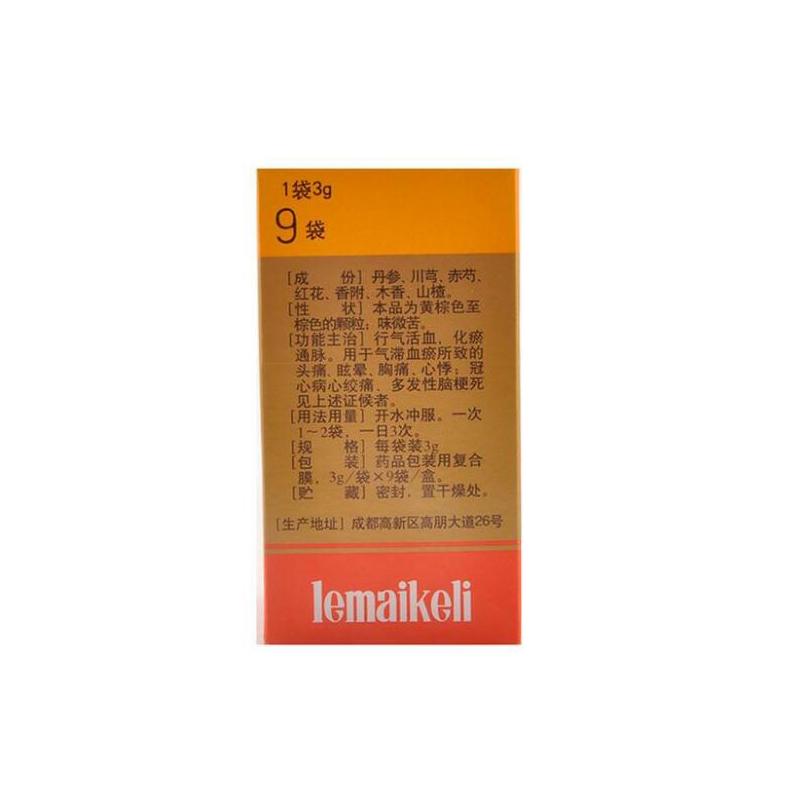 1袋3g
9袋
[成 份] 丹参、川芎、赤芍、
红花、香附、木香、山楂。
[性 状] 本品为黄棕色至
棕色的颗粒；味微苦。
[功能主治] 行气活血，化瘀
通脉。用于气滞血瘀所致的
头痛、眩晕、胸痛、心悸；冠
心病心绞痛、多发性脑梗死
见上述证候者。
[用法用量] 开水冲服。一次
1～2袋，一日3次。
[规 格] 每袋装3g
[包 装] 药品包装用复合
膜，3g/袋×9袋/盒。
[贮 藏] 密封，置干燥处。
[生产地址] 成都高新区高朋大道26号
lemaikeli